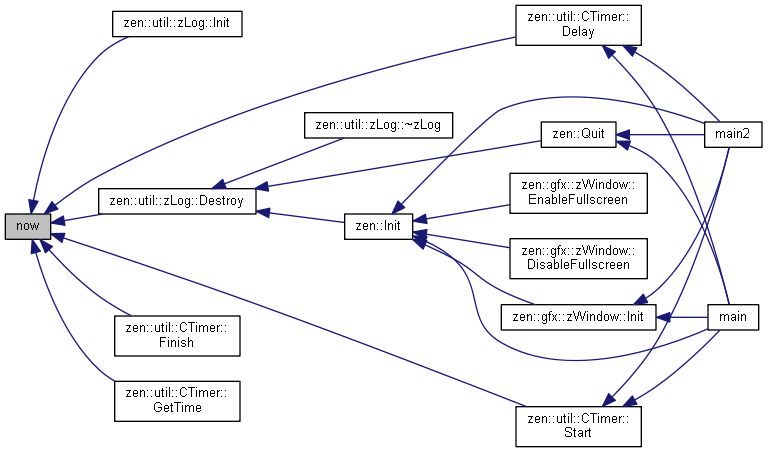 zen::util::zLog::Init
zen::util::CTimer::
Delay
zen::util::zLog::~zLog
zen::Quit
main2
zen::gfx::zWindow::
EnableFullscreen
zen::util::zLog::Destroy
now
zen::Init
zen::gfx::zWindow::
DisableFullscreen
zen::gfx::zWindow::Init
main
zen::util::CTimer::
Finish
zen::util::CTimer::
GetTime
zen::util::CTimer::
Start